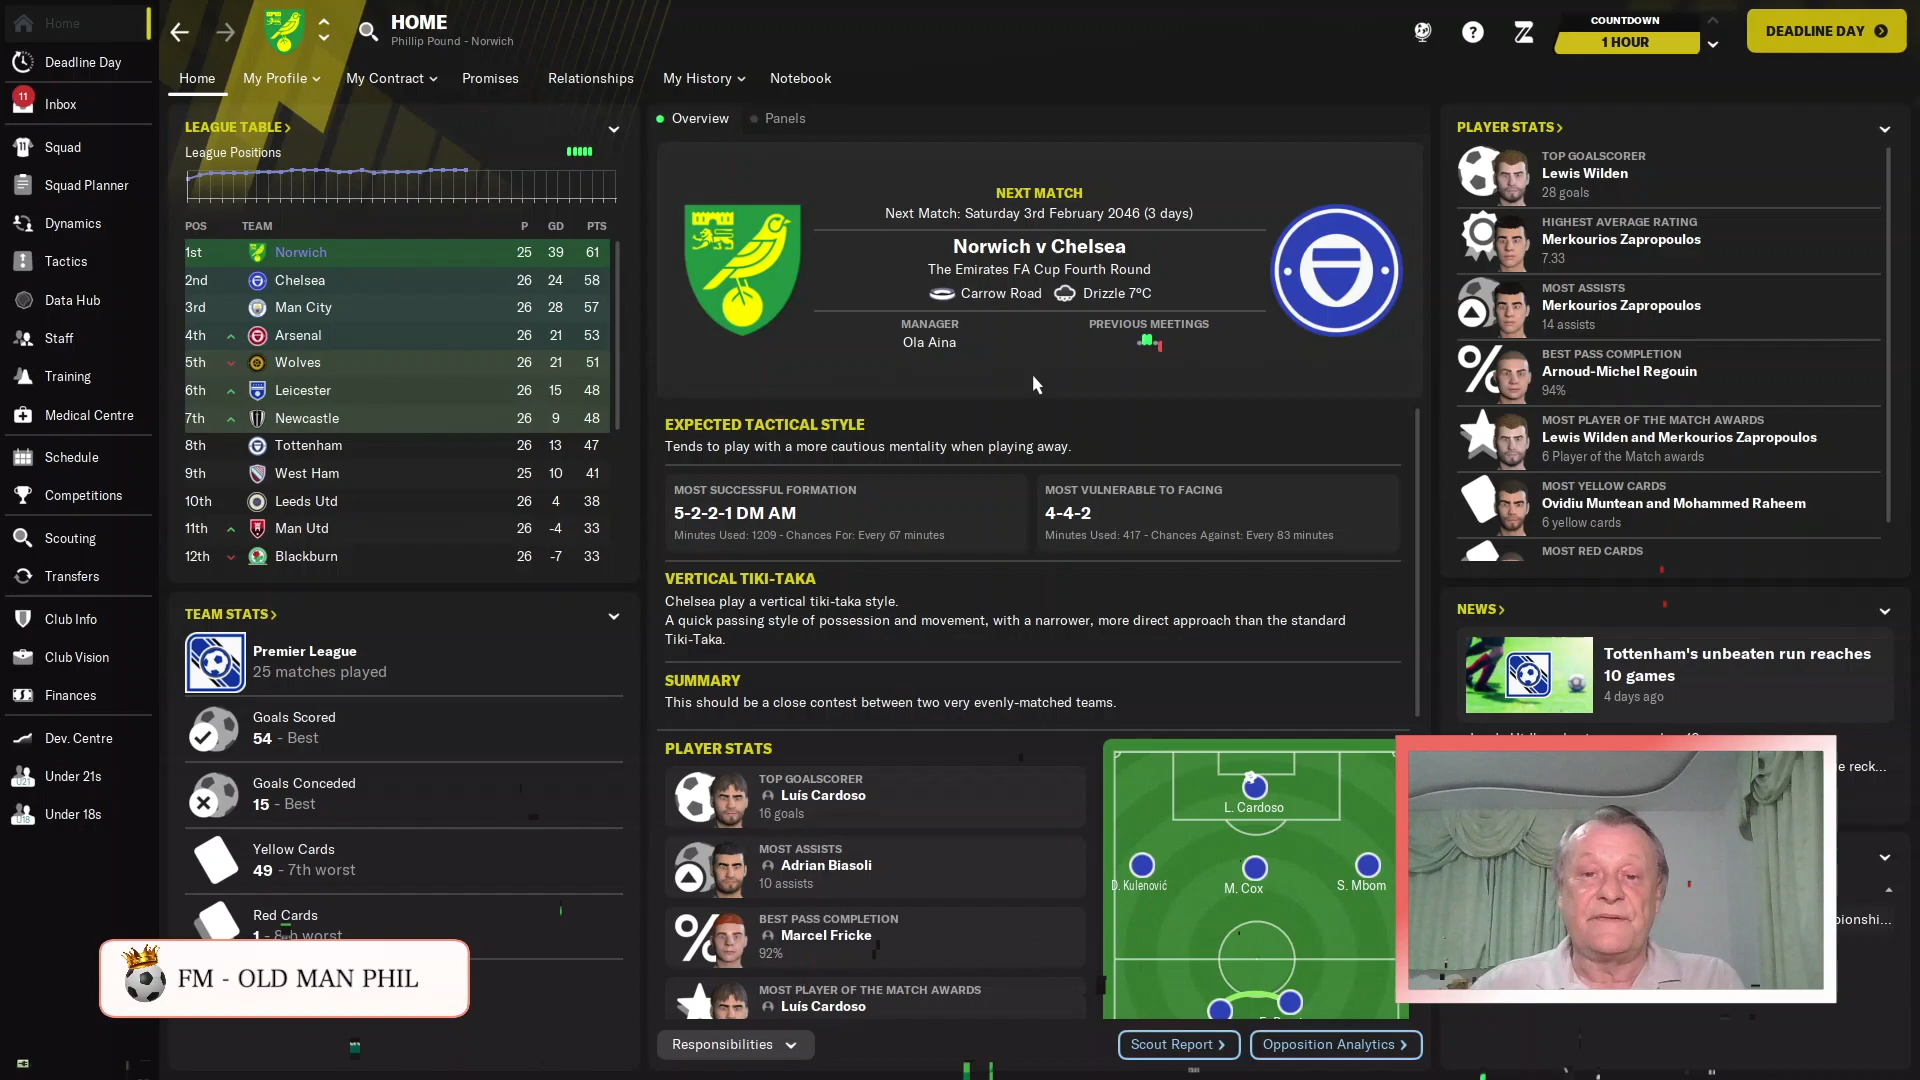 Home
Deadline Day
11
Inbox
Squad
Squad Planner
Dynamics
Tactics
Data Hub
Staff
Training
Medical Centre
Schedule
Competitions
Scouting
Transfers
Club Info
Club Vision
Finances
Dev. Centre
Under 21s
Under 18s
HOME
Phillip Pound - Norwich
COUNTDOWN
1 HOUR
DEADLINE DAY
Home My Profile My Contract Promises Relationships My History Notebook
LEAGUE TABLE
League Positions
POS TEAM P GD PTS
1st Norwich 25 39 61
2nd Chelsea 26 24 58
3rd Man City 26 28 57
4th Arsenal 26 21 53
5th Wolves 26 21 51
6th Leicester 26 15 48
7th Newcastle 26 9 48
8th Tottenham 26 13 47
9th West Ham 25 10 41
10th Leeds Utd 26 4 38
11th Man Utd 26 -4 33
12th Blackburn 26 -7 33
TEAM STATS
Premier League
25 matches played
Goals Scored
54 - Best
Goals Conceded
15 - Best
Yellow Cards
49 - 7th worst
Red Cards
1 - 8th worst
FM - OLD MAN PHIL
Overview Panels
NEXT MATCH
Next Match: Saturday 3rd February 2046 (3 days)
Norwich v Chelsea
The Emirates FA Cup Fourth Round
Carrow Road Drizzle 7°C
MANAGER
Ola Aina
PREVIOUS MEETINGS
EXPECTED TACTICAL STYLE
Tends to play with a more cautious mentality when playing away.
MOST SUCCESSFUL FORMATION
5-2-2-1 DM AM
Minutes Used: 1209 - Chances For: Every 67 minutes
MOST VULNERABLE TO FACING
4-4-2
Minutes Used: 417 - Chances Against: Every 83 minutes
VERTICAL TIKI-TAKA
Chelsea play a vertical tiki-taka style.
A quick passing style of possession and movement, with a narrower, more direct approach than the standard
Tiki-Taka.
SUMMARY
This should be a close contest between two very evenly-matched teams.
PLAYER STATS
TOP GOALSCORER
Luís Cardoso
16 goals
MOST ASSISTS
Adrian Biasoli
10 assists
BEST PASS COMPLETION
Marcel Fricke
92%
MOST PLAYER OF THE MATCH AWARDS
Luís Cardoso
L. Cardoso
D. Kulenović
M. Cox
S. Mbom
Responsibilities
Scout Report
Opposition Analytics
PLAYER STATS
TOP GOALSCORER
Lewis Wilden
28 goals
HIGHEST AVERAGE RATING
Merkourios Zapropoulos
7.33
MOST ASSISTS
Merkourios Zapropoulos
14 assists
BEST PASS COMPLETION
Arnoud-Michel Regouin
94%
MOST PLAYER OF THE MATCH AWARDS
Lewis Wilden and Merkourios Zapropoulos
6 Player of the Match awards
MOST YELLOW CARDS
Ovidiu Muntean and Mohammed Raheem
6 yellow cards
MOST RED CARDS
NEWS
Tottenham's unbeaten run reaches
10 games
4 days ago
e reck...
pionshi...